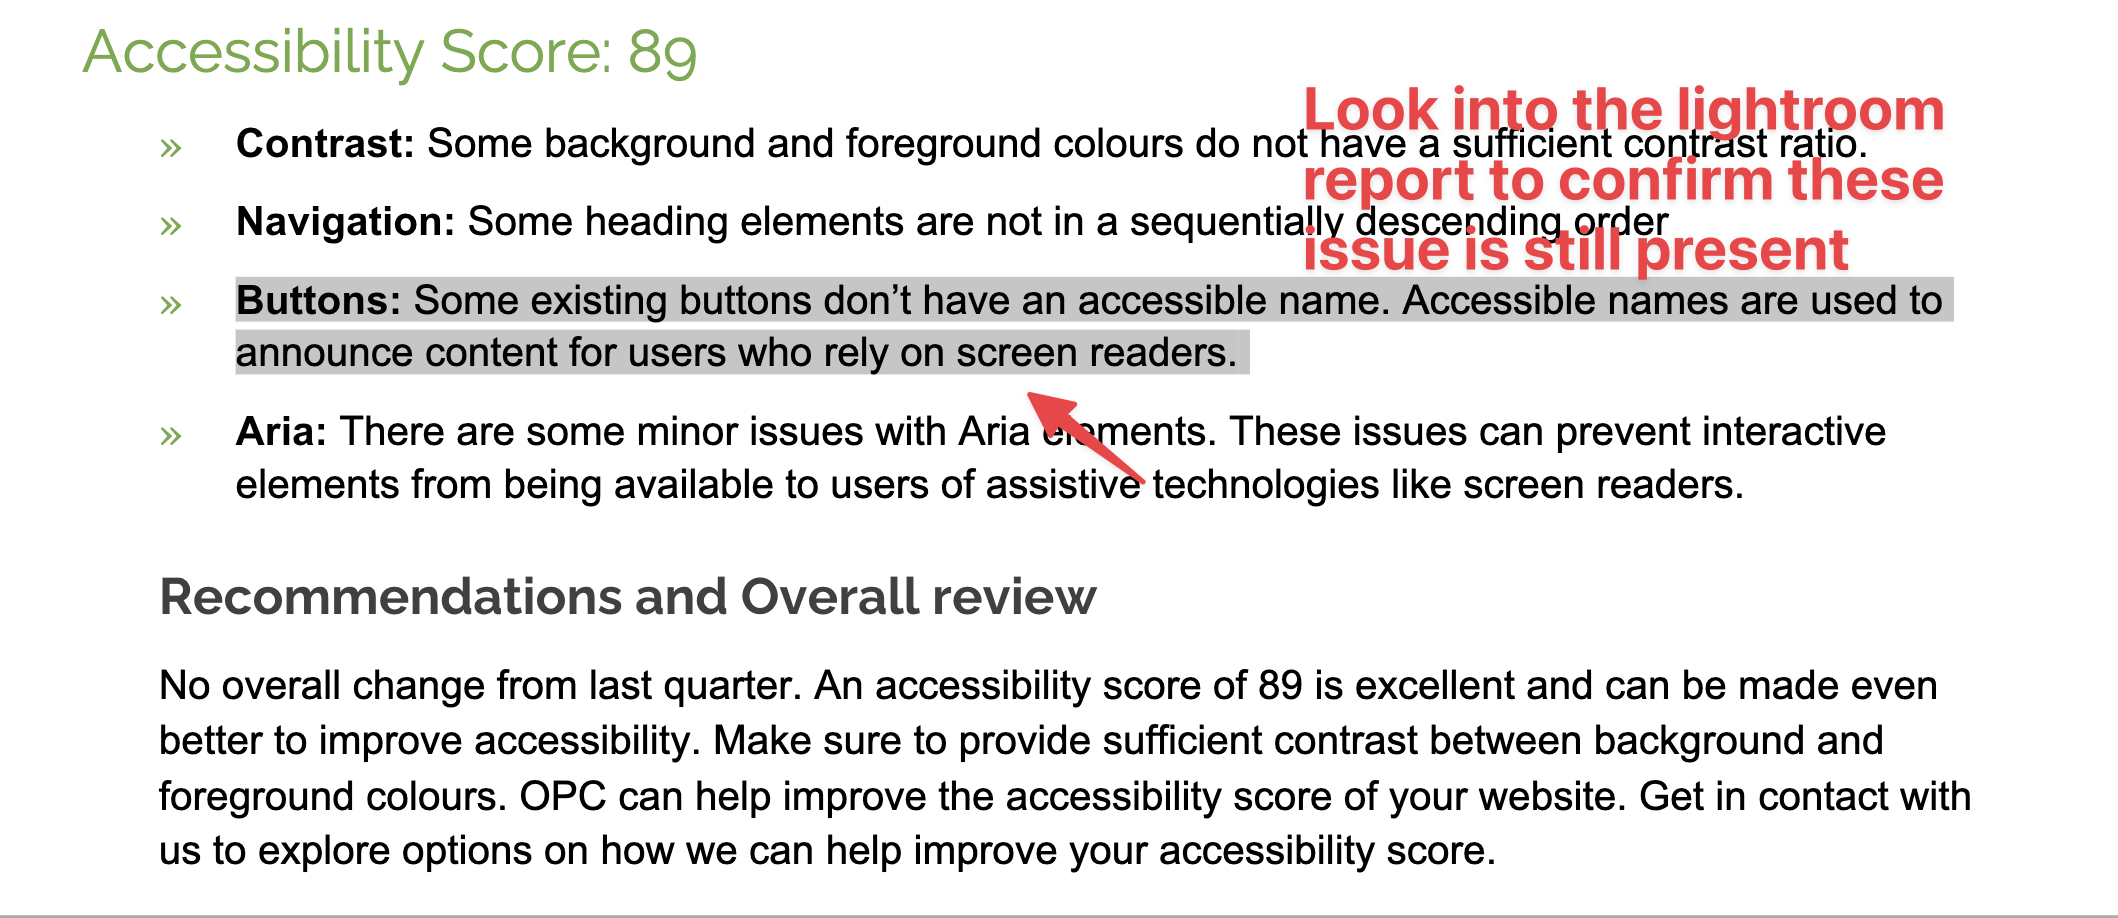 Accessibility Score: 89
Look into the lightroom
report to confirm these
issue is still present
» Contrast: Some background and foreground colours do not have a sufficient contrast ratio.
» Navigation: Some heading elements are not in a sequentially descending order
» Buttons: Some existing buttons don’t have an accessible name. Accessible names are used to
announce content for users who rely on screen readers.
» Aria: There are some minor issues with Aria elements. These issues can prevent interactive
elements from being available to users of assistive technologies like screen readers.
Recommendations and Overall review
No overall change from last quarter. An accessibility score of 89 is excellent and can be made even
better to improve accessibility. Make sure to provide sufficient contrast between background and
foreground colours. OPC can help improve the accessibility score of your website. Get in contact with
us to explore options on how we can help improve your accessibility score.